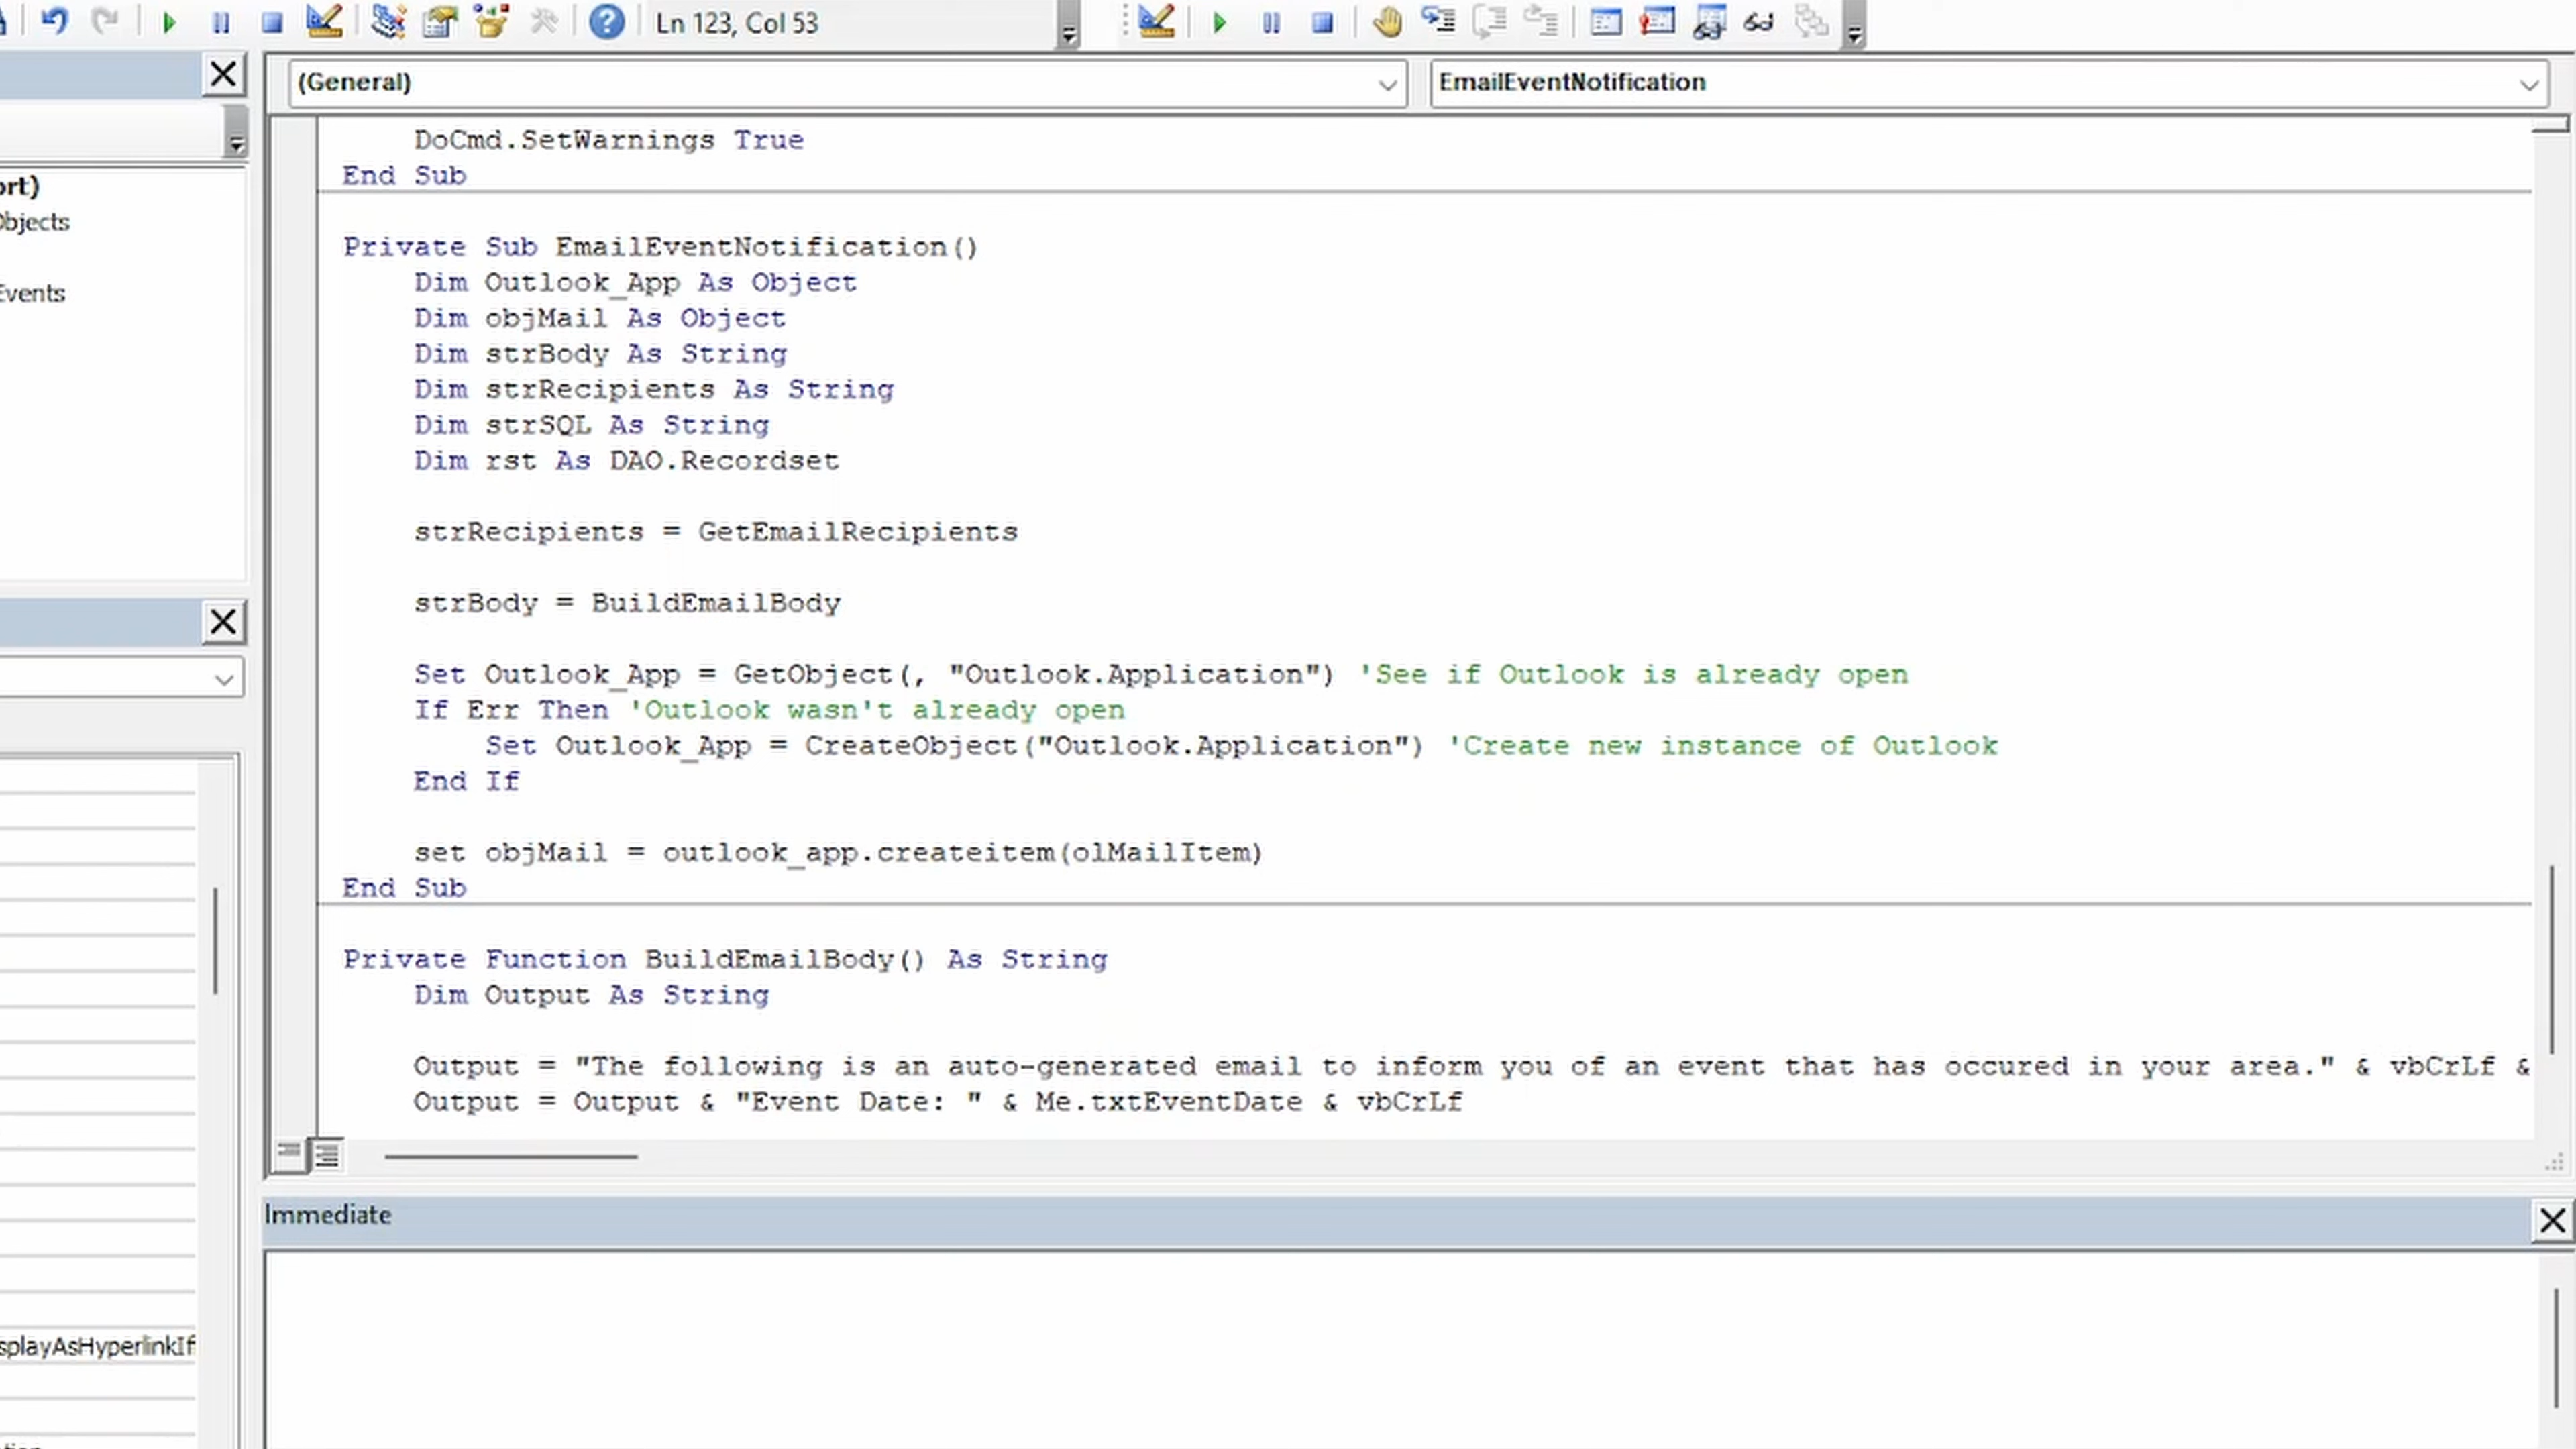 Ln 123, Col 53
(General)
EmailEventNotification
ort)
Objects
Events
DoCmd.SetWarnings True
End Sub
Private Sub EmailEventNotification()
Dim Outlook_App As Object
Dim objMail As Object
Dim strBody As String
Dim strRecipients As String
Dim strSQL As String
Dim rst As DAO.Recordset
strRecipients = GetEmailRecipients
strBody = BuildEmailBody
Set Outlook_App = GetObject(, "Outlook.Application") 'See if Outlook is already open
If Err Then 'Outlook wasn't already open
Set Outlook_App = CreateObject("Outlook.Application") 'Create new instance of Outlook
End If
set objMail = outlook_app.createitem(olMailItem)
End Sub
Private Function BuildEmailBody() As String
Dim Output As String
Output = "The following is an auto-generated email to inform you of an event that has occured in your area." & vbCrLf &
Output = Output & "Event Date: " & Me.txtEventDate & vbCrLf
Immediate
splayAsHyperlinkIf